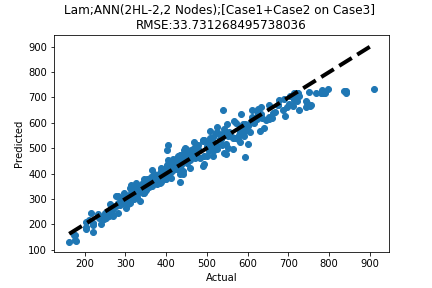 Lam;ANN(2HL-2,2 Nodes);[Case1+Case2 on Case3]
RMSE:33.731268495738036
900
800
700
600
500
400
300
200
100
Predicted
200 300 400 500 600 700 800 900
Actual